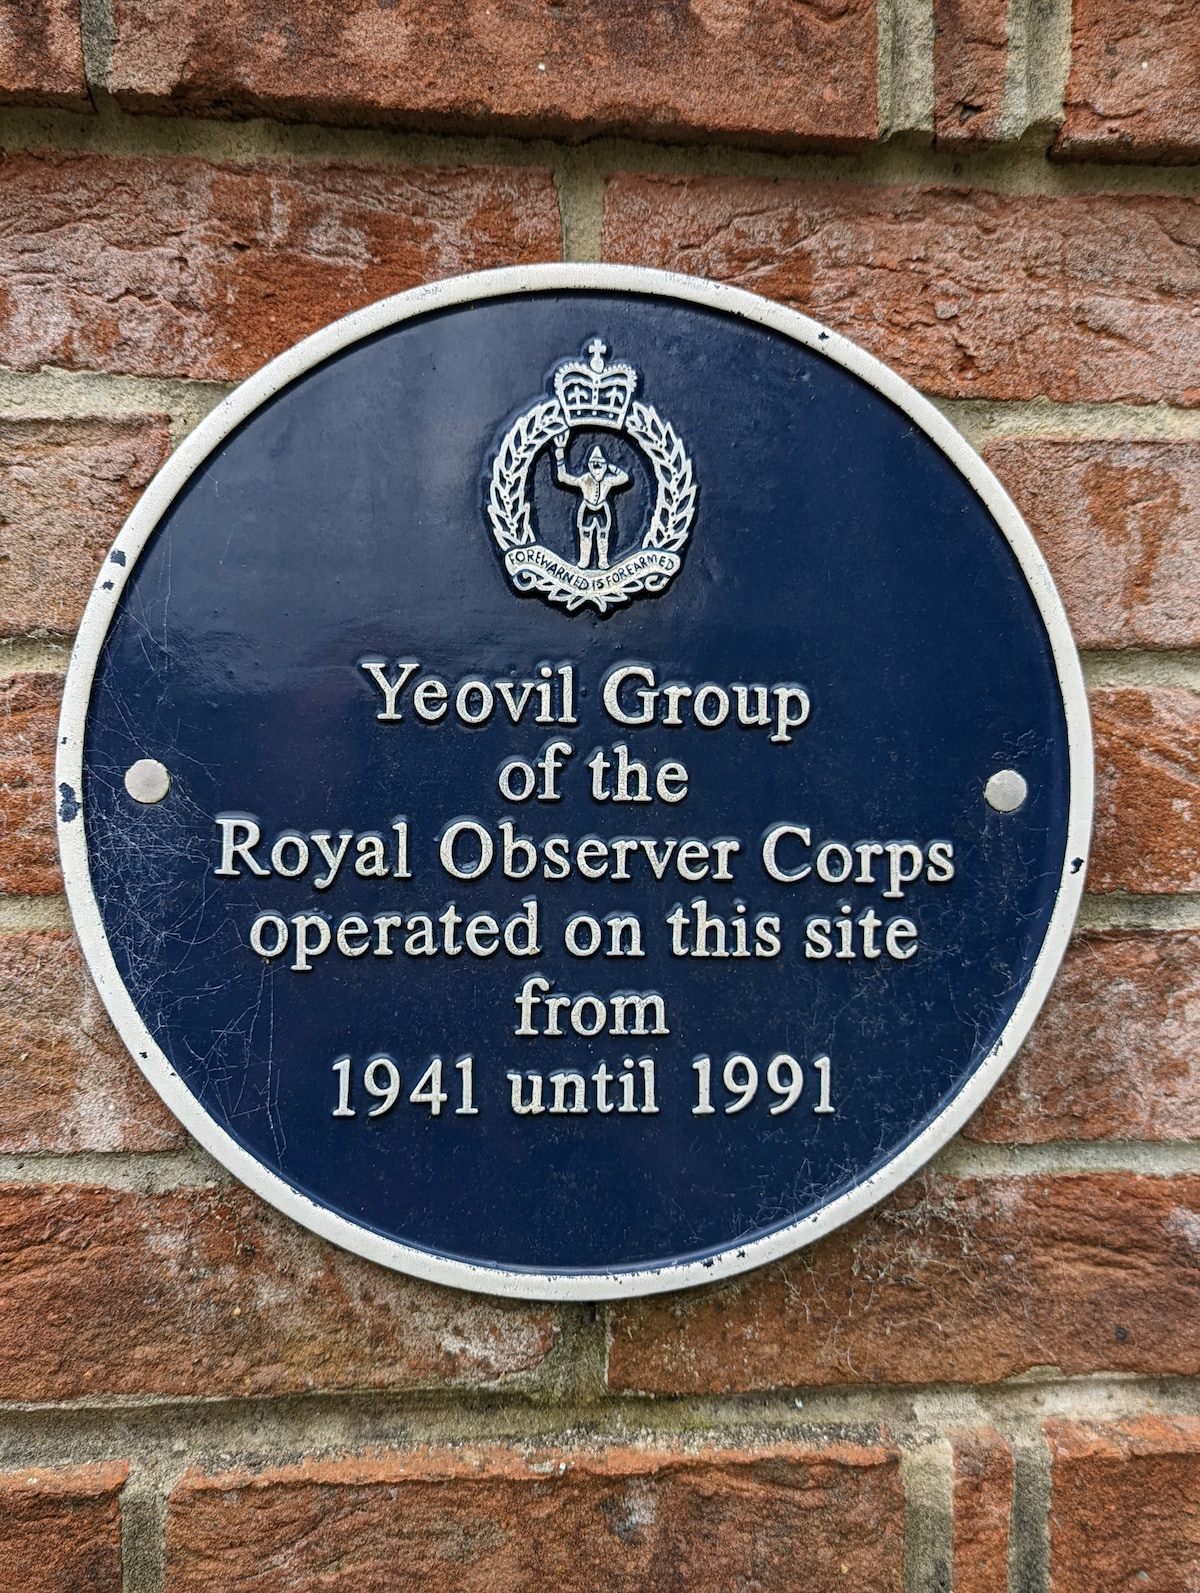 FOREWARNED IS FOREARMED
Yeovil Group
of the
Royal Observer Corps
operated on this site
from
1941 until 1991